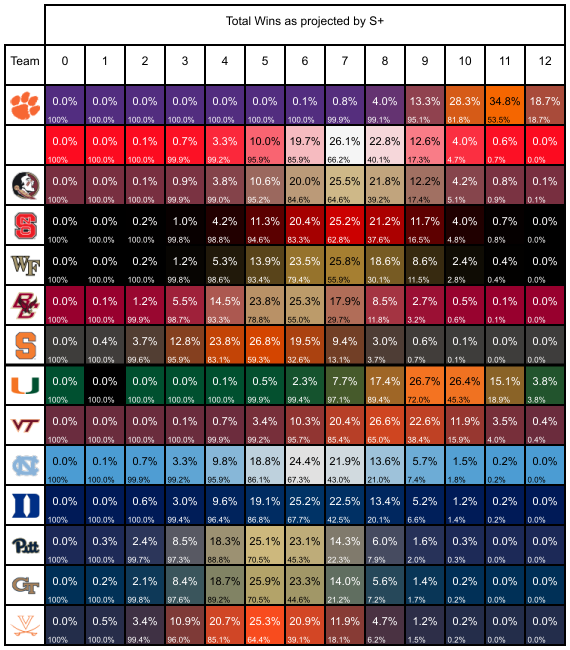 Total Wins as projected by S+
Team 0 1 2 3 4 5 6 7 8 9 10 11 12
0.0% 0.0% 0.0% 0.0% 0.0% 0.0% 0.1% 0.8% 4.0% 13.3% 28.3% 34.8% 18.7%
100% 100.0% 100.0% 100.0% 100.0% 100.0% 100.0% 99.9% 99.1% 95.1% 81.8% 53.5% 18.7%
0.0% 0.0% 0.1% 0.7% 3.3% 10.0% 19.7% 26.1% 22.8% 12.6% 4.0% 0.6% 0.0%
100% 100.0% 100.0% 99.9% 99.2% 95.9% 85.9% 66.2% 40.1% 17.3% 4.7% 0.7% 0.0%
0.0% 0.0% 0.1% 0.9% 3.8% 10.6% 20.0% 25.5% 21.8% 12.2% 4.2% 0.8% 0.1%
100% 100.0% 100.0% 99.9% 99.0% 95.2% 84.6% 64.6% 39.2% 17.4% 5.1% 0.9% 0.1%
0.0% 0.0% 0.2% 1.0% 4.2% 11.3% 20.4% 25.2% 21.2% 11.7% 4.0% 0.7% 0.0%
100% 100.0% 100.0% 99.8% 98.8% 94.6% 83.3% 62.8% 37.6% 16.5% 4.8% 0.8% 0.0%
WF 0.0% 0.0% 0.2% 1.2% 5.3% 13.9% 23.5% 25.8% 18.6% 8.6% 2.4% 0.4% 0.0%
100% 100.0% 100.0% 99.8% 98.6% 93.4% 79.4% 55.9% 30.1% 11.5% 2.8% 0.4% 0.0%
BC 0.0% 0.1% 1.2% 5.5% 14.5% 23.8% 25.3% 17.9% 8.5% 2.7% 0.5% 0.1% 0.0%
100% 100.0% 99.9% 98.7% 93.3% 78.8% 55.0% 29.7% 11.8% 3.2% 0.6% 0.1% 0.0%
S 0.0% 0.4% 3.7% 12.8% 23.8% 26.8% 19.5% 9.4% 3.0% 0.6% 0.1% 0.0% 0.0%
100% 100.0% 99.6% 95.9% 83.1% 59.3% 32.6% 13.1% 3.7% 0.7% 0.1% 0.0% 0.0%
U 0.0% 0.0% 0.0% 0.0% 0.1% 0.5% 2.3% 7.7% 17.4% 26.7% 26.4% 15.1% 3.8%
100% 100.0% 100.0% 100.0% 100.0% 99.9% 99.4% 97.1% 89.4% 72.0% 45.3% 18.9% 3.8%
VT 0.0% 0.0% 0.0% 0.1% 0.7% 3.4% 10.3% 20.4% 26.6% 22.6% 11.9% 3.5% 0.4%
100% 100.0% 100.0% 100.0% 99.9% 99.2% 95.7% 85.4% 65.0% 38.4% 15.9% 4.0% 0.4%
NC 0.0% 0.1% 0.7% 3.3% 9.8% 18.8% 24.4% 21.9% 13.6% 5.7% 1.5% 0.2% 0.0%
100% 100.0% 99.9% 99.2% 95.9% 86.1% 67.3% 43.0% 21.0% 7.4% 1.8% 0.2% 0.0%
D 0.0% 0.0% 0.6% 3.0% 9.6% 19.1% 25.2% 22.5% 13.4% 5.2% 1.2% 0.2% 0.0%
100% 100.0% 100.0% 99.4% 96.4% 86.8% 67.7% 42.5% 20.1% 6.6% 1.4% 0.2% 0.0%
Pitt 0.0% 0.3% 2.4% 8.5% 18.3% 25.1% 23.1% 14.3% 6.0% 1.6% 0.3% 0.0% 0.0%
100% 100.0% 99.7% 97.3% 88.8% 70.5% 45.3% 22.3% 7.9% 2.0% 0.3% 0.0% 0.0%
GT 0.0% 0.2% 2.1% 8.4% 18.7% 25.9% 23.3% 14.0% 5.6% 1.4% 0.2% 0.0% 0.0%
100% 100.0% 99.8% 97.6% 89.2% 70.5% 44.6% 21.2% 7.2% 1.7% 0.2% 0.0% 0.0%
V 0.0% 0.5% 3.4% 10.9% 20.7% 25.3% 20.9% 11.9% 4.7% 1.2% 0.2% 0.0% 0.0%
100% 100.0% 99.4% 96.0% 85.1% 64.4% 39.1% 18.1% 6.2% 1.5% 0.2% 0.0% 0.0%